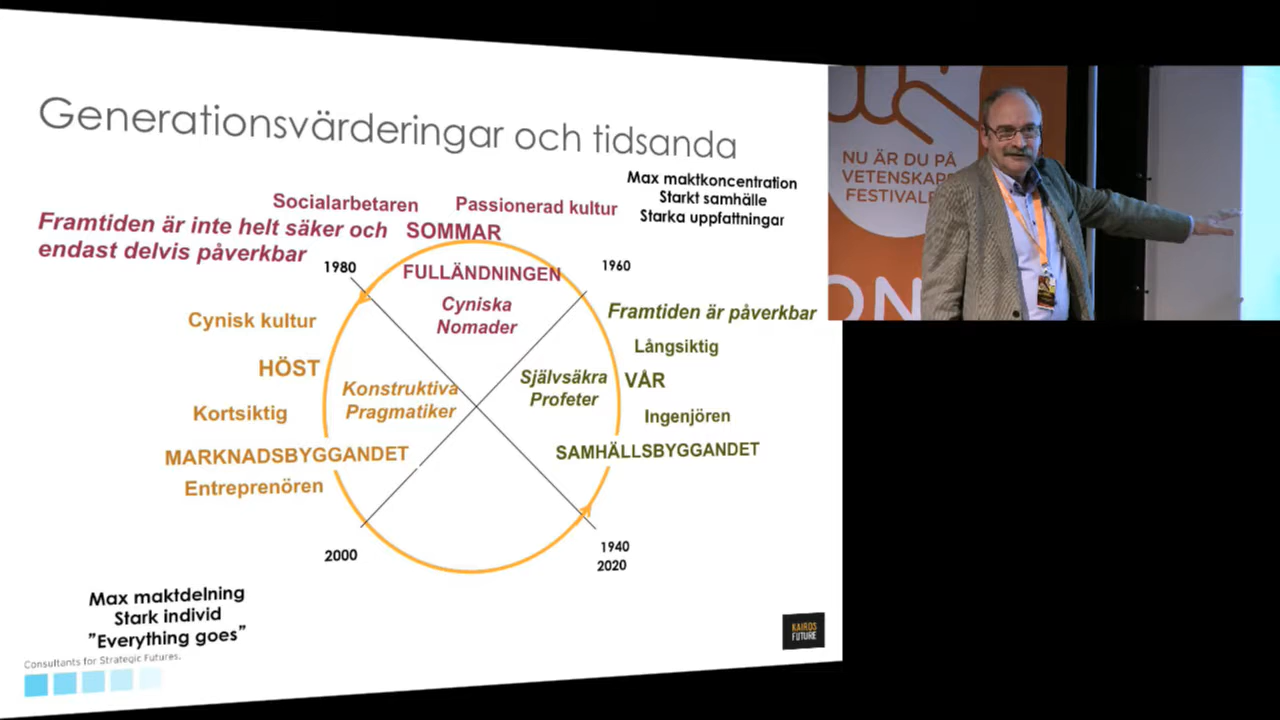 Generationsvärderingar och tidsanda
Max maktkoncentration
Starkt samhälle
Starka uppfattningar
Socialarbetaren
Passionerad kultur
Framtiden är inte helt säker och
endast delvis påverkbar
SOMMAR
1980
FULLÄNDNINGEN
1960
Cyniska
Nomader
Cynisk kultur
Framtiden är påverkbar
Långsiktig
HÖST
Konstruktiva
Pragmatiker
Självsäkra
Profeter
VÅR
Kortsiktig
Ingenjören
MARKNADSBYGGANDET
SAMHÄLLSBYGGANDET
Entreprenören
2000
1940
2020
Max maktdelning
Stark individ
”Everything goes”
Consultants for Strategic Futures.
KAIROS
FUTURE
NU ÄR DU PÅ
VETENSKAPS
FESTIVALE
ON